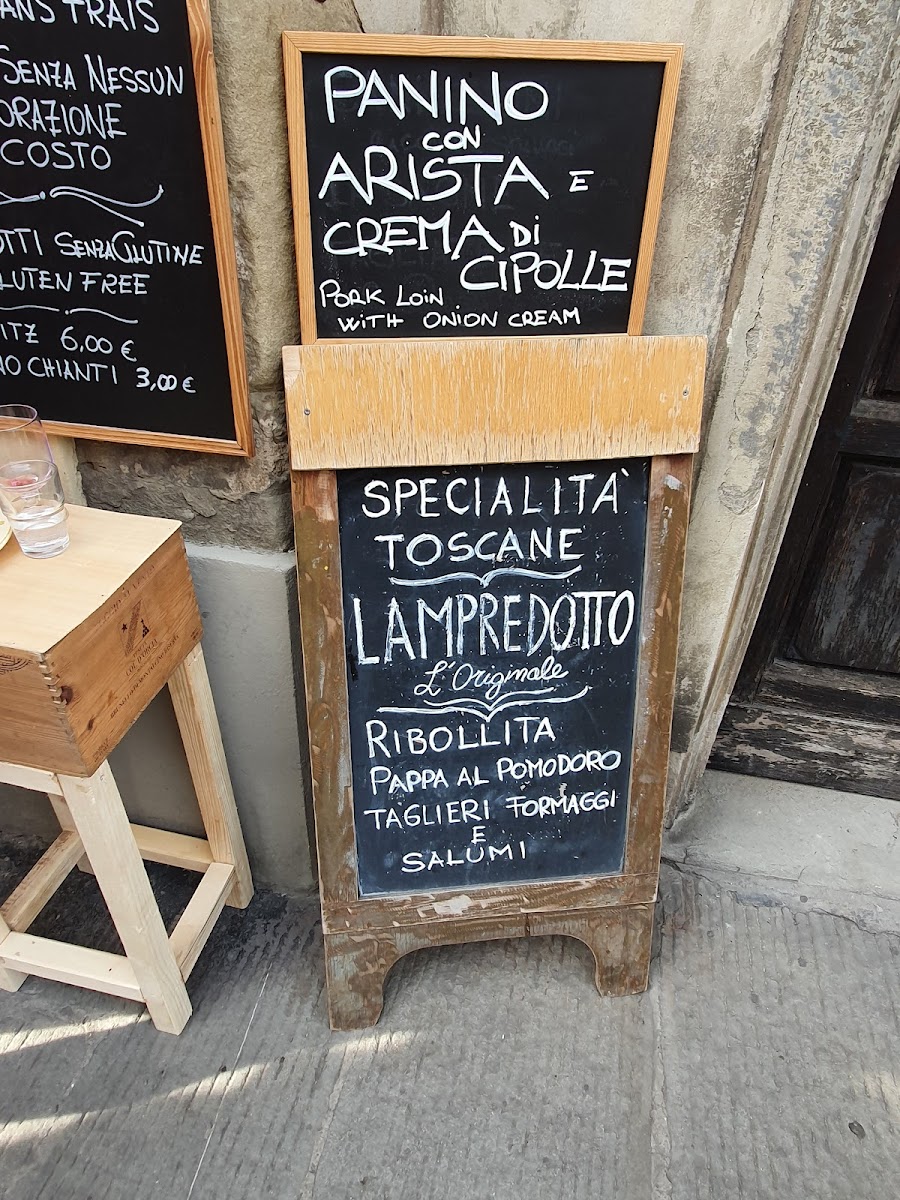 ANS TRAIS
SENZA NESSUN
ORAZIONE
COSTO
OTTI SENZA GLUTINE
LUTEN FREE
ITZ 6,00 €
NO CHIANTI 3,00 €
PANINO
CON
ARISTA E
CREMA DI
CIPOLLE
PORK LOIN
WITH ONION CREAM
SPECIALITÀ
TOSCANE
LAMPREDOTTO
L'Originale
RIBOLLITA
PAPPA AL POMODORO
TAGLIERI FORMAGGI
E
SALUMI